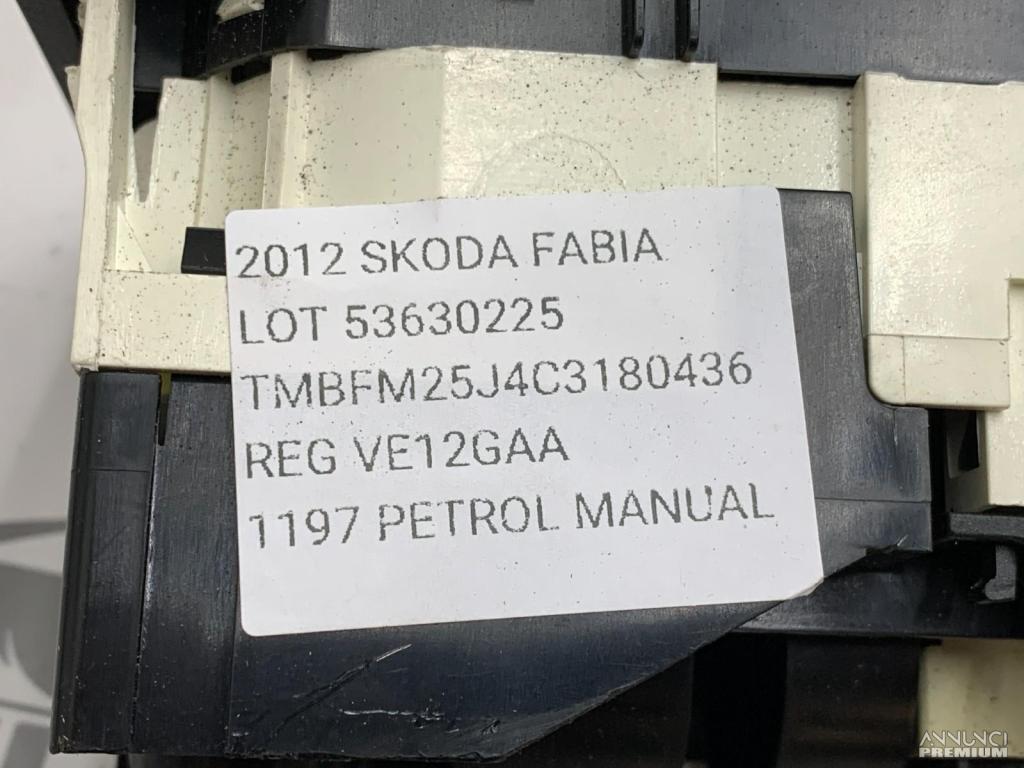 2012 SKODA FABIA
LOT 53630225
TMBFM25J4C3180436
REG VE12GAA
1197 PETROL MANUAL
ANNUNCI
PREMIUM